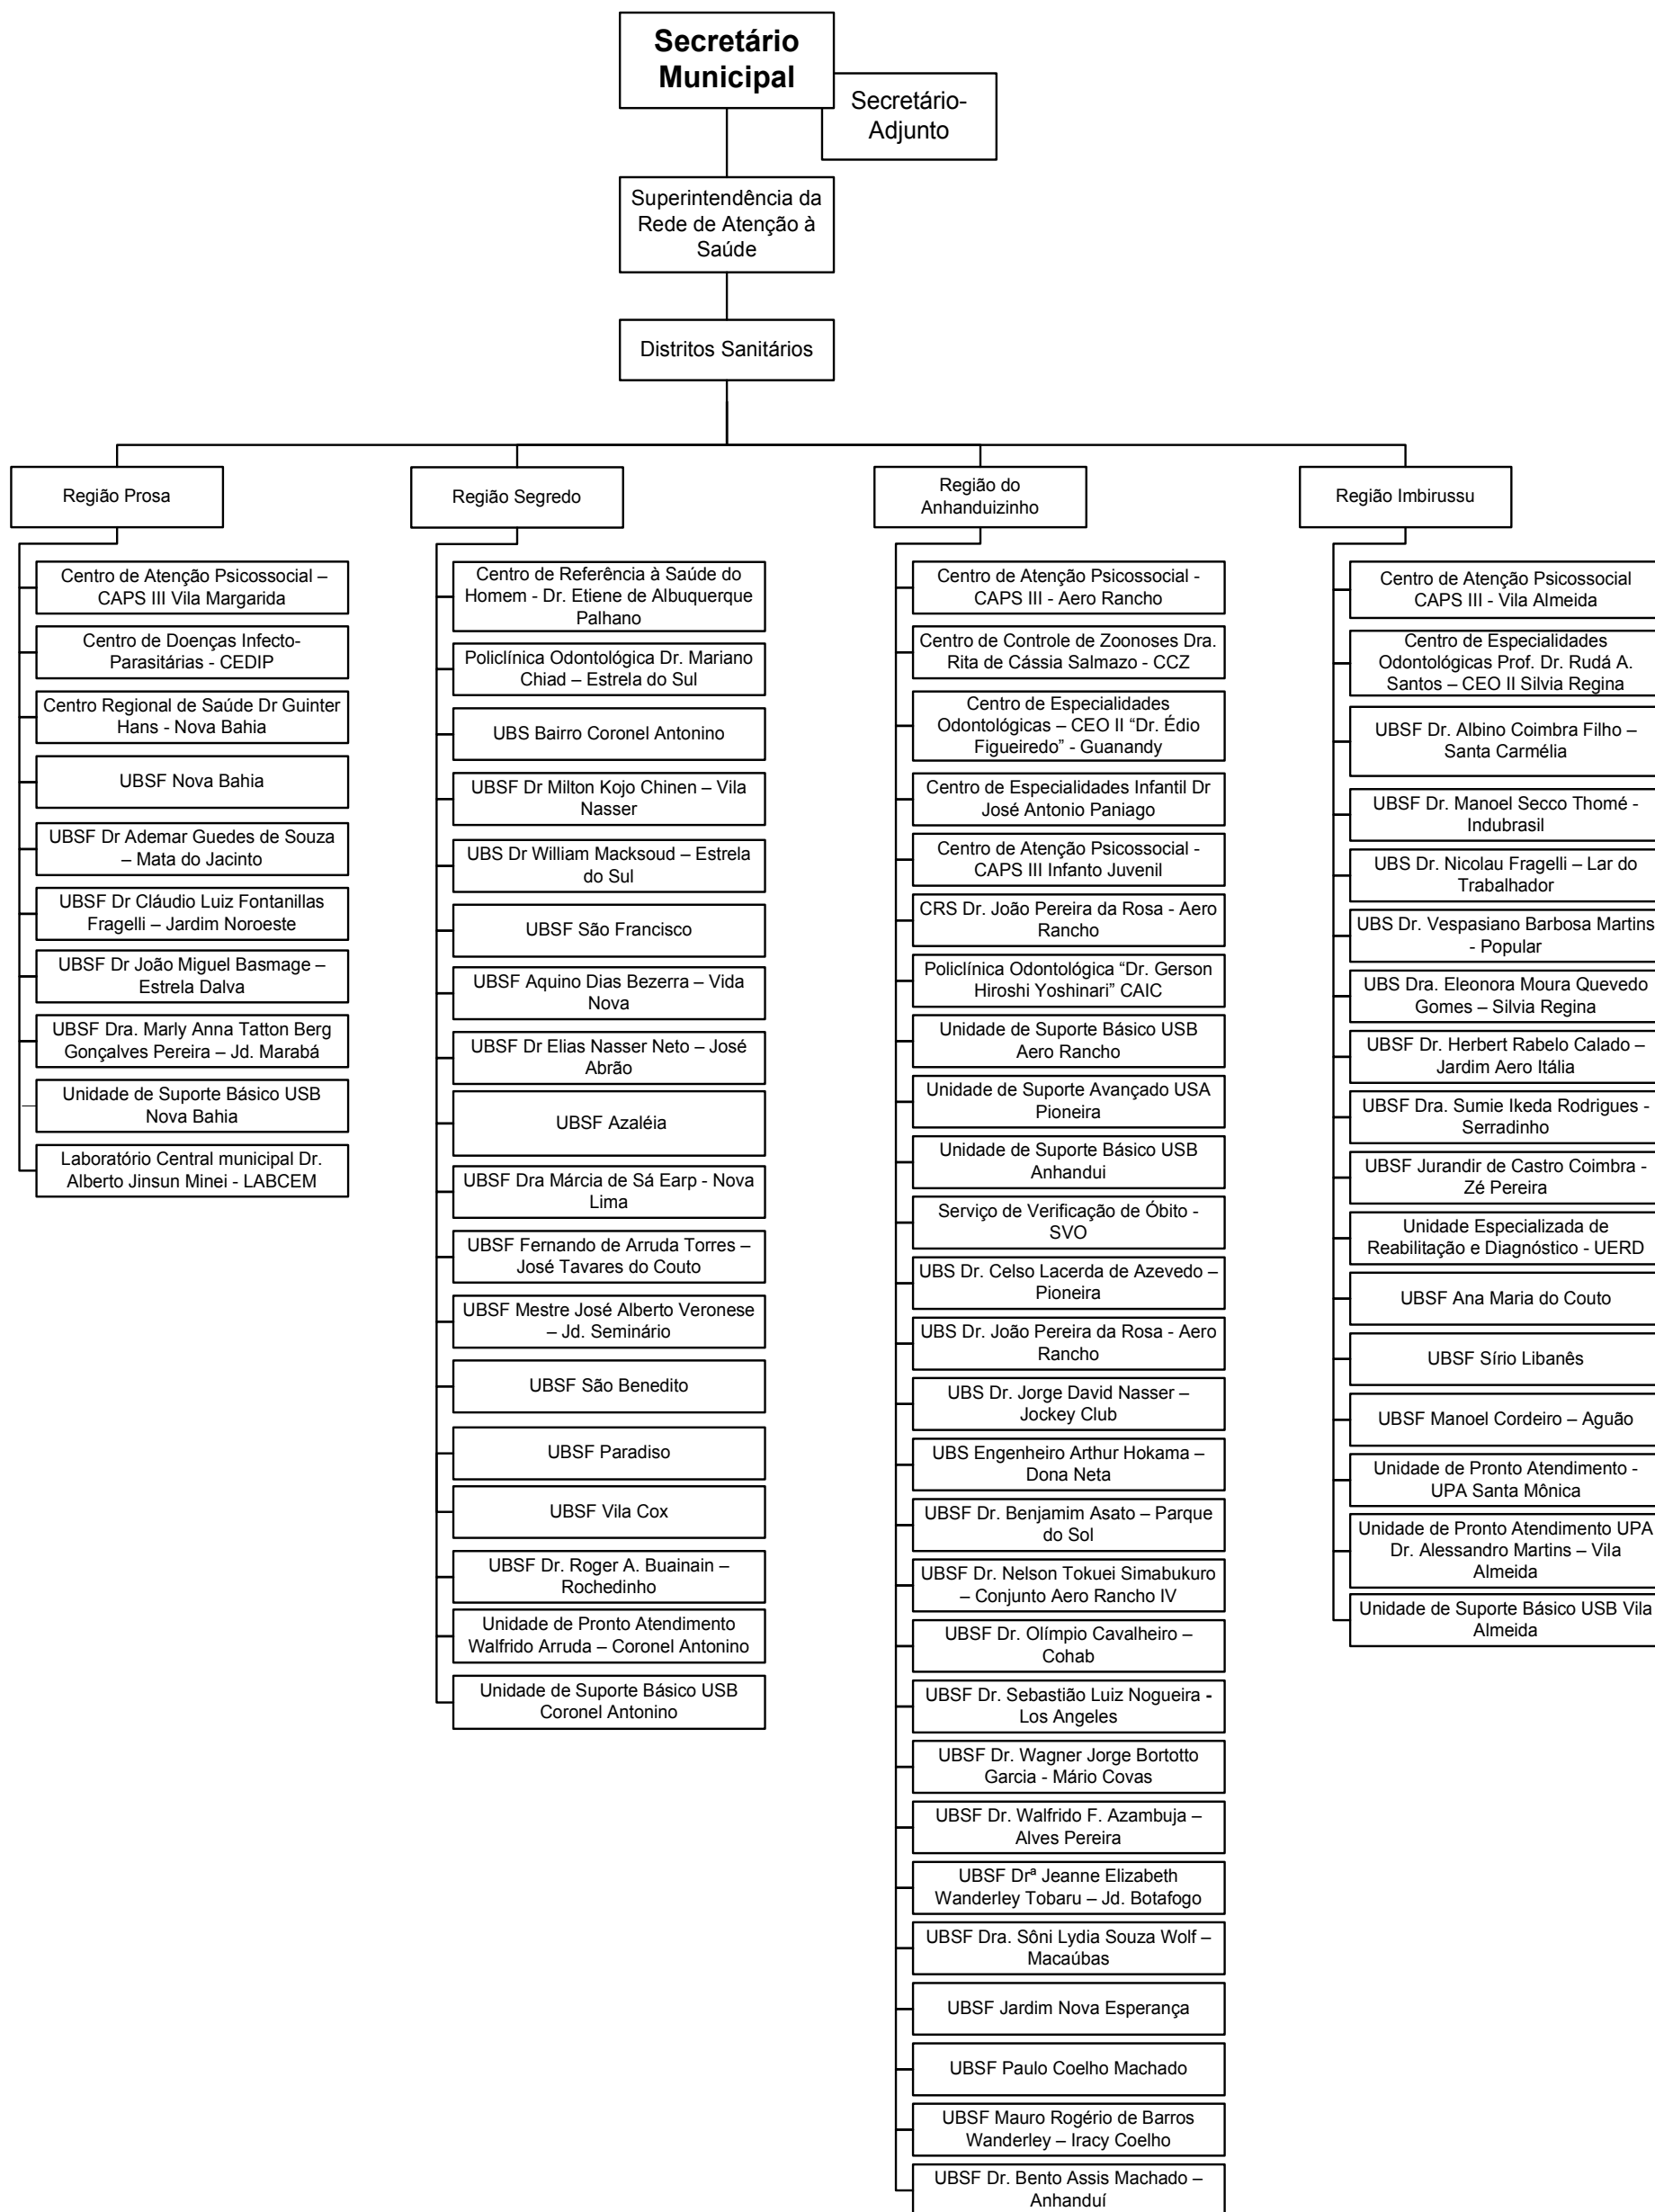 Secretário
Municipal
Secretário-
Adjunto
Superintendência da
Rede de Atenção à
Saúde
Distritos Sanitários
Região Prosa
Centro de Atenção Psicossocial –
CAPS III Vila Margarida
Centro de Doenças Infecto-
Parasitárias - CEDIP
Centro Regional de Saúde Dr Guinter
Hans - Nova Bahia
UBSF Nova Bahia
UBSF Dr Ademar Guedes de Souza
– Mata do Jacinto
UBSF Dr Cláudio Luiz Fontanillas
Fragelli – Jardim Noroeste
UBSF Dr João Miguel Basmage –
Estrela Dalva
UBSF Dra. Marly Anna Tatton Berg
Gonçalves Pereira – Jd. Marabá
Unidade de Suporte Básico USB
Nova Bahia
Laboratório Central municipal Dr.
Alberto Jinsun Minei - LABCEM
Região Segredo
Centro de Referência à Saúde do
Homem - Dr. Etiene de Albuquerque
Palhano
Policlínica Odontológica Dr. Mariano
Chiad – Estrela do Sul
UBS Bairro Coronel Antonino
UBSF Dr Milton Kojo Chinen – Vila
Nasser
UBS Dr William Macksoud – Estrela
do Sul
UBSF São Francisco
UBSF Aquino Dias Bezerra – Vida
Nova
UBSF Dr Elias Nasser Neto – José
Abrão
UBSF Azaléia
UBSF Dra Márcia de Sá Earp - Nova
Lima
UBSF Fernando de Arruda Torres –
José Tavares do Couto
UBSF Mestre José Alberto Veronese
– Jd. Seminário
UBSF São Benedito
UBSF Paradiso
UBSF Vila Cox
UBSF Dr. Roger A. Buainain –
Rochedinho
Unidade de Pronto Atendimento
Walfrido Arruda – Coronel Antonino
Unidade de Suporte Básico USB
Coronel Antonino
Região do
Anhanduizinho
Centro de Atenção Psicossocial -
CAPS III - Aero Rancho
Centro de Controle de Zoonoses Dra.
Rita de Cássia Salmazo - CCZ
Centro de Especialidades
Odontológicas – CEO II “Dr. Édio
Figueiredo” - Guanandy
Centro de Especialidades Infantil Dr
José Antonio Paniago
Centro de Atenção Psicossocial -
CAPS III Infanto Juvenil
CRS Dr. João Pereira da Rosa - Aero
Rancho
Policlínica Odontológica “Dr. Gerson
Hiroshi Yoshinari” CAIC
Unidade de Suporte Básico USB
Aero Rancho
Unidade de Suporte Avançado USA
Pioneira
Unidade de Suporte Básico USB
Anhandui
Serviço de Verificação de Óbito -
SVO
UBS Dr. Celso Lacerda de Azevedo –
Pioneira
UBS Dr. João Pereira da Rosa - Aero
Rancho
UBS Dr. Jorge David Nasser –
Jockey Club
UBS Engenheiro Arthur Hokama –
Dona Neta
UBSF Dr. Benjamim Asato – Parque
do Sol
UBSF Dr. Nelson Tokuei Simabukuro
– Conjunto Aero Rancho IV
UBSF Dr. Olímpio Cavalheiro –
Cohab
UBSF Dr. Sebastião Luiz Nogueira -
Los Angeles
UBSF Dr. Wagner Jorge Bortotto
Garcia - Mário Covas
UBSF Dr. Walfrido F. Azambuja –
Alves Pereira
UBSF Drª Jeanne Elizabeth
Wanderley Tobaru – Jd. Botafogo
UBSF Dra. Sôni Lydia Souza Wolf –
Macaúbas
UBSF Jardim Nova Esperança
UBSF Paulo Coelho Machado
UBSF Mauro Rogério de Barros
Wanderley – Iracy Coelho
UBSF Dr. Bento Assis Machado –
Anhanduí
Região Imbirussu
Centro de Atenção Psicossocial
CAPS III - Vila Almeida
Centro de Especialidades
Odontológicas Prof. Dr. Rudá A.
Santos – CEO II Silvia Regina
UBSF Dr. Albino Coimbra Filho –
Santa Carmélia
UBSF Dr. Manoel Secco Thomé -
Indubrasil
UBS Dr. Nicolau Fragelli – Lar do
Trabalhador
UBS Dr. Vespasiano Barbosa Martins
- Popular
UBS Dra. Eleonora Moura Quevedo
Gomes – Silvia Regina
UBSF Dr. Herbert Rabelo Calado –
Jardim Aero Itália
UBSF Dra. Sumie Ikeda Rodrigues -
Serradinho
UBSF Jurandir de Castro Coimbra -
Zé Pereira
Unidade Especializada de
Reabilitação e Diagnóstico - UERD
UBSF Ana Maria do Couto
UBSF Sírio Libanês
UBSF Manoel Cordeiro – Aguão
Unidade de Pronto Atendimento -
UPA Santa Mônica
Unidade de Pronto Atendimento UPA
Dr. Alessandro Martins – Vila
Almeida
Unidade de Suporte Básico USB Vila
Almeida